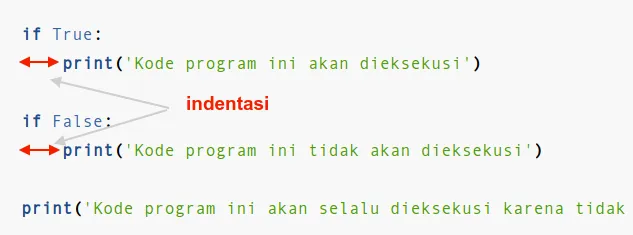 if True:
print('Kode program ini akan dieksekusi')
indentasi
if False:
print('Kode program ini tidak akan dieksekusi')
print('Kode program ini akan selalu dieksekusi karena tidak